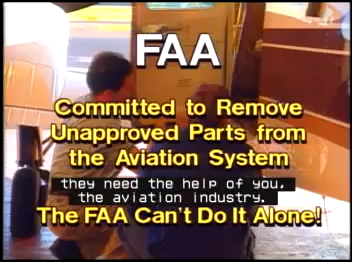 FAA
Committed to Remove
Unapproved Parts from
the Aviation System
they need the help of you,
the aviation industry.
The FAA Can't Do It Alone!